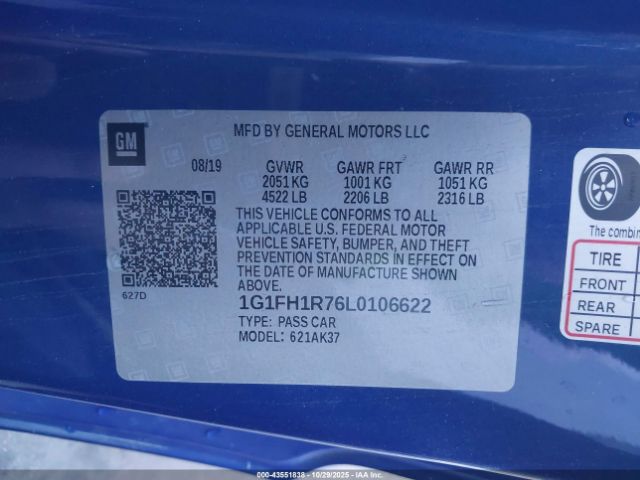 GM
MFD BY GENERAL MOTORS LLC
08/19 GVWR GAWR FRT GAWR RR
2051 KG 1001 KG 1051 KG
4522 LB 2206 LB 2316 LB
THIS VEHICLE CONFORMS TO ALL
APPLICABLE U.S. FEDERAL MOTOR
VEHICLE SAFETY, BUMPER, AND THEFT
PREVENTION STANDARDS IN EFFECT ON
THE DATE OF MANUFACTURE SHOWN
ABOVE.
627D
1G1FH1R76L0106622
TYPE: PASS CAR
MODEL: 621AK37
The combin
TIRE
FRONT
REAR
SPARE
000-43551838 - 10/29/2025 - IAAI.COM